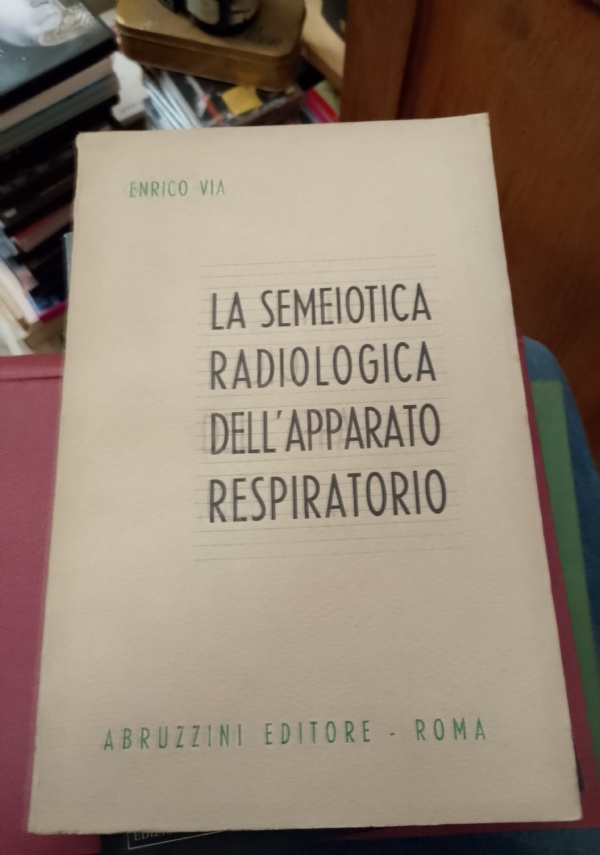 ENRICO VIA
LA SEMEIOTICA
RADIOLOGICA
DELL'APPARATO
RESPIRATORIO
ABRUZZINI EDITORE - ROMA